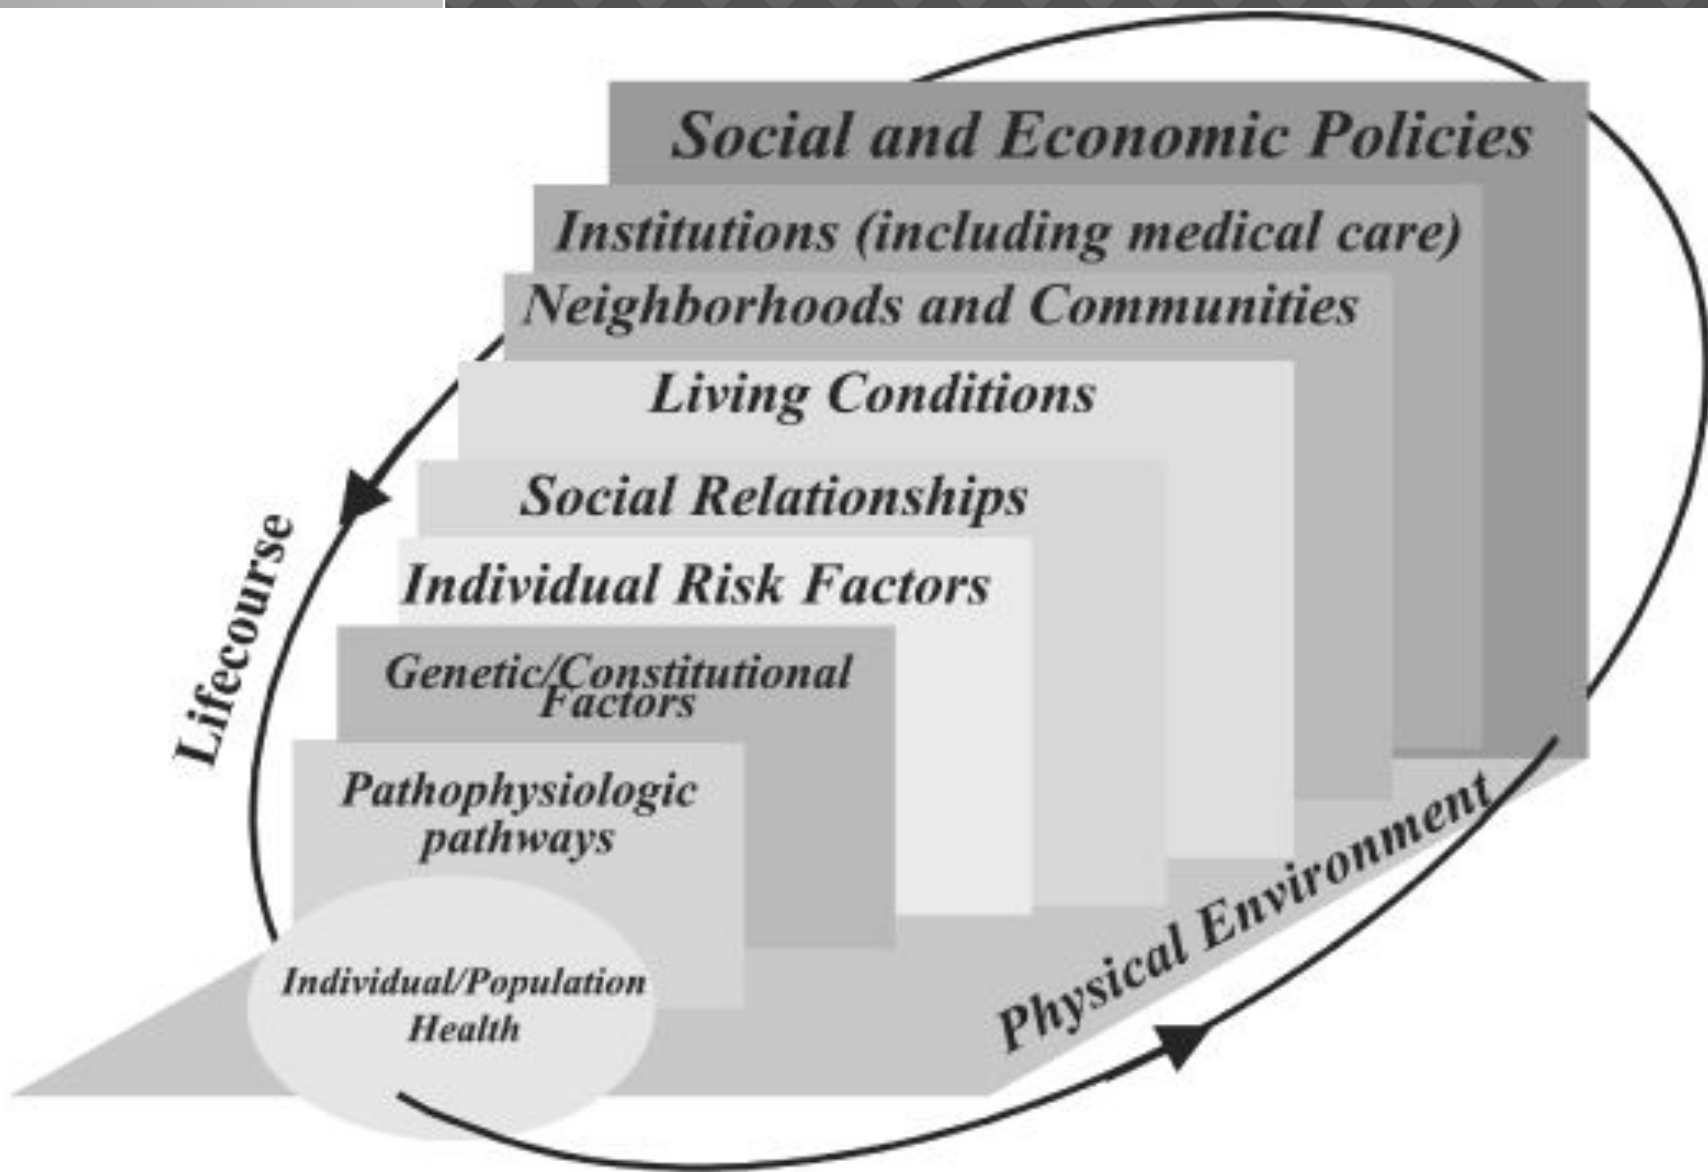 Social and Economic Policies
Institutions (including medical care)
Neighborhoods and Communities
Living Conditions
Social Relationships
Individual Risk Factors
Genetic/Constitutional
Factors
Pathophysiologic
pathways
Individual/Population
Health
Lifecourse
Physical Environment